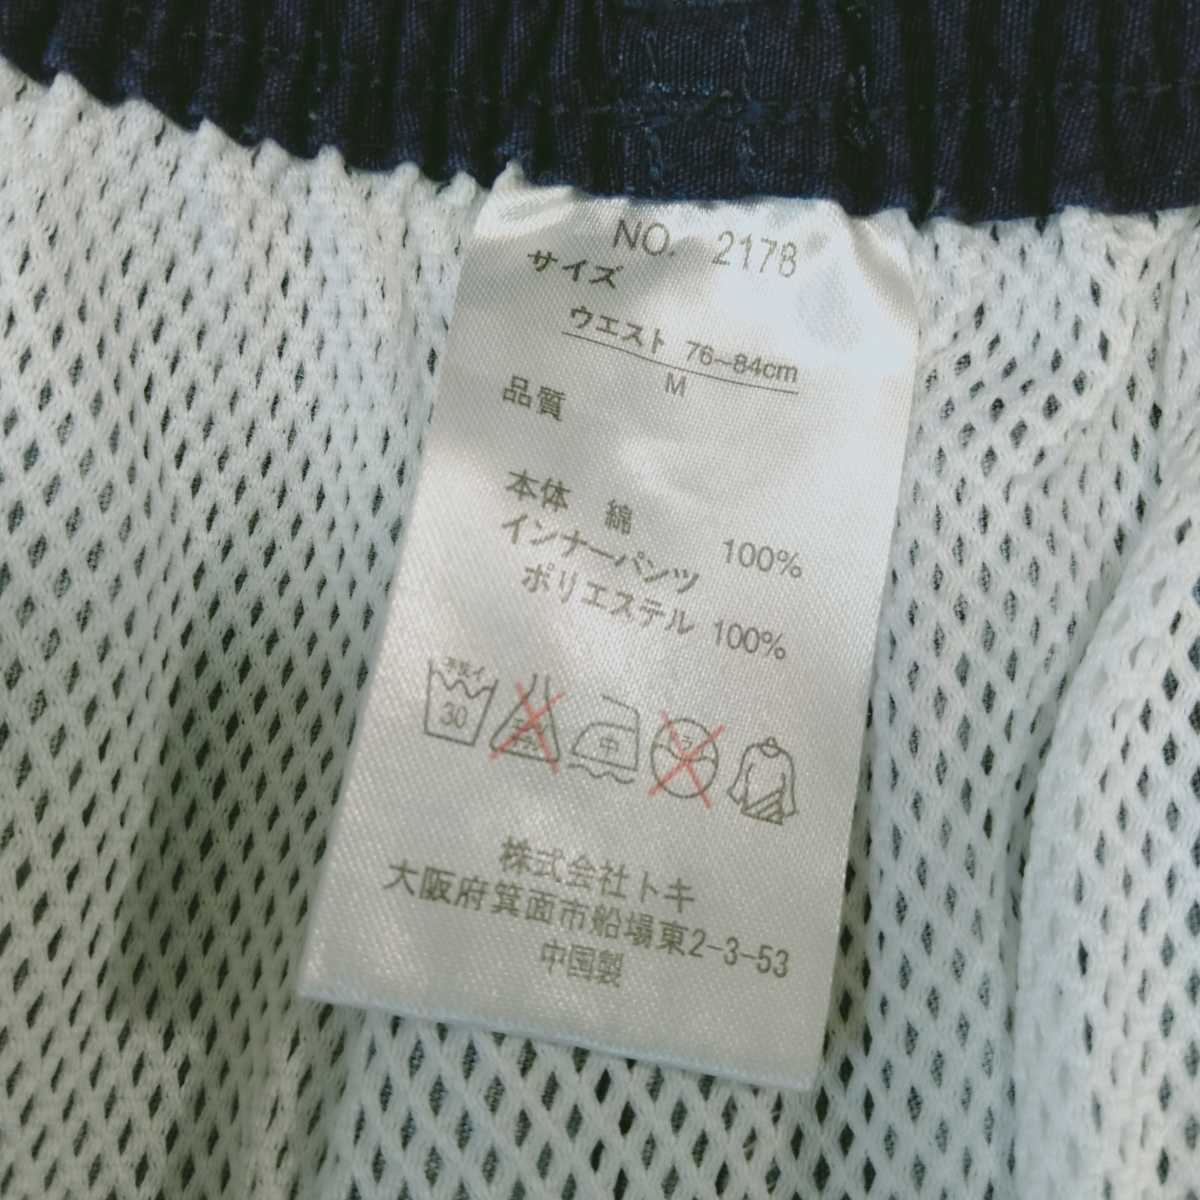 NO. 2178
サイズ
ウエスト 76-84cm
M
品質
本体 綿 100%
インナーパンツ
ポリエステル 100%
30
中
株式会社トキ
大阪府箕面市船場東2-3-53
中国製